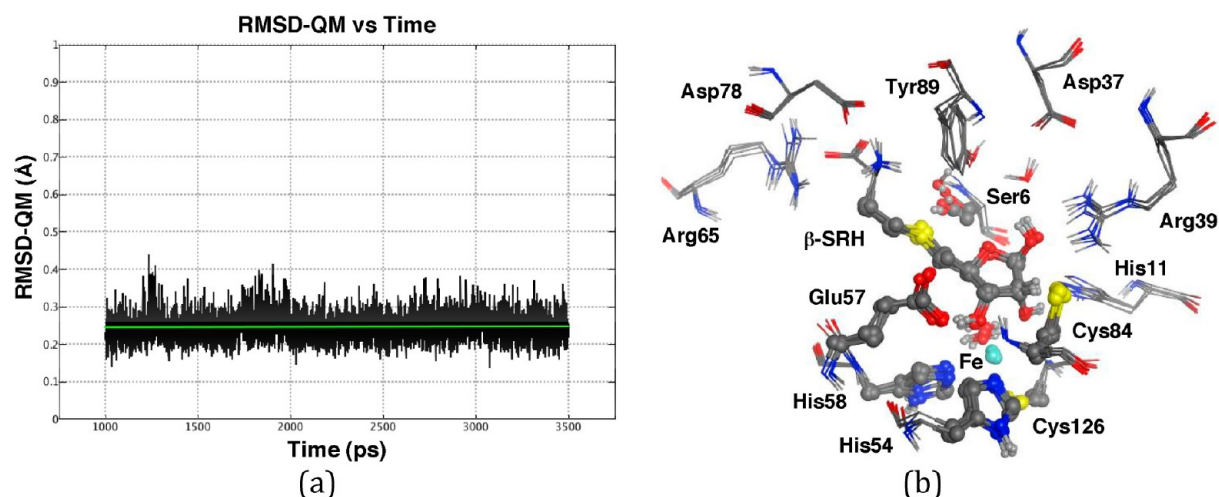 RMSD-QM vs Time
RMSD-QM (Å)
1
0.9
0.8
0.7
0.6
0.5
0.4
0.3
0.2
0.1
0
1000 1500 2000 2500 3000 3500
Time (ps)
(a)
Asp78
Tyr89
Asp37
Arg65
Ser6
Arg39
β-SRH
His11
Glu57
Cys84
Fe
His58
Cys126
His54
(b)